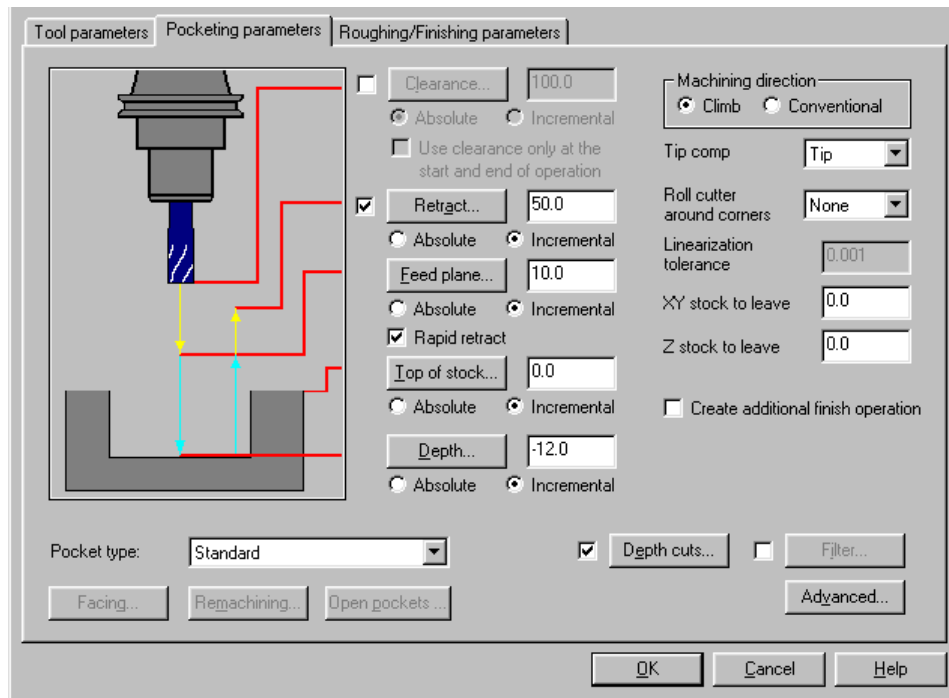 Tool parameters
Pocketing parameters
Roughing/Finishing parameters
Clearance...
100.0
Absolute
Incremental
Use clearance only at the
start and end of operation
Retract...
50.0
Absolute
Incremental
Feed plane...
10.0
Absolute
Incremental
Rapid retract
Top of stock...
0.0
Absolute
Incremental
Depth...
-12.0
Absolute
Incremental
Machining direction
Climb
Conventional
Tip comp
Tip
Roll cutter
around corners
None
Linearization
tolerance
0.001
XY stock to leave
0.0
Z stock to leave
0.0
Create additional finish operation
Pocket type:
Standard
Depth cuts...
Filter...
Facing...
Remachining...
Open pockets ...
Advanced...
OK
Cancel
Help